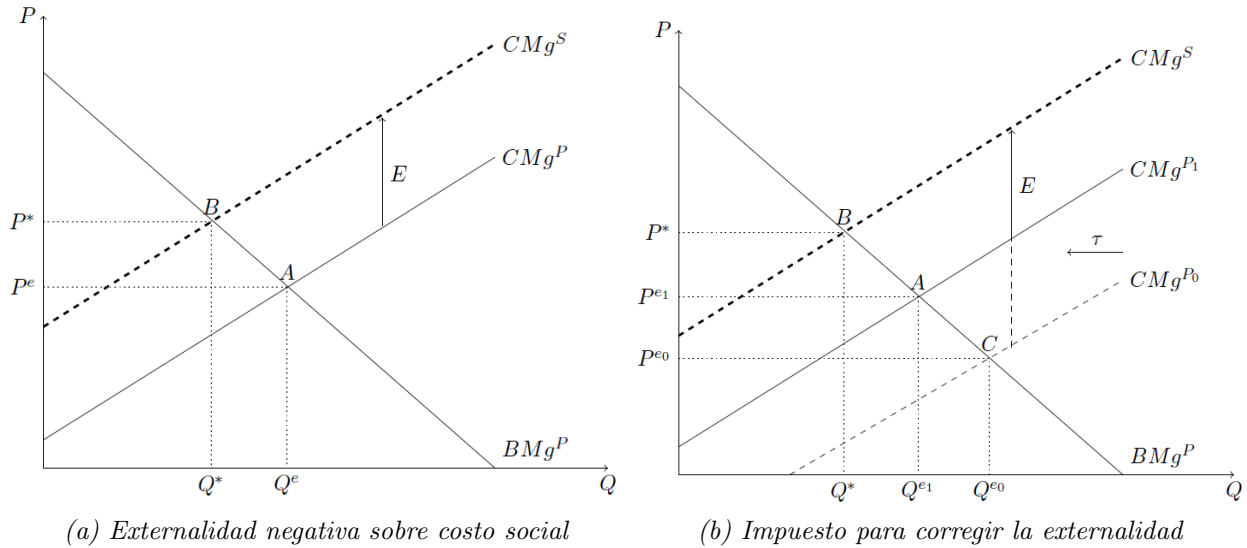 P
CMg^S
CMg^P
E
B
P*
A
P^e
BMg^P
Q*
Q^e
Q
(a) Externalidad negativa sobre costo social
P
CMg^S
CMg^{P_1}
E
B
P*
τ
CMg^{P_0}
A
P^{e_1}
C
P^{e_0}
BMg^P
Q*
Q^{e_1}
Q^{e_0}
Q
(b) Impuesto para corregir la externalidad